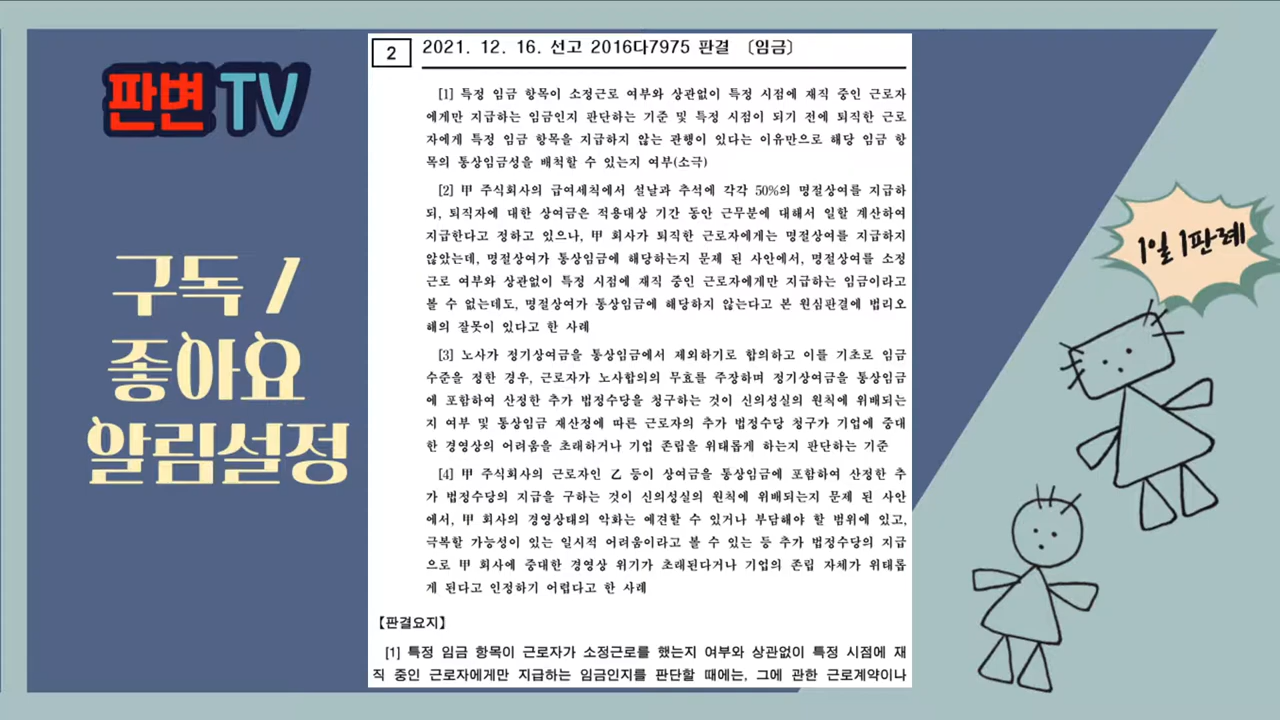 판변 TV
구독 /
좋아요
알림설정
2
2021. 12. 16. 선고 2016다7975 판결 〔임금〕
[1] 특정 임금 항목이 소정근로 여부와 상관없이 특정 시점에 재직 중인 근로자
에게만 지급하는 임금인지 판단하는 기준 및 특정 시점이 되기 전에 퇴직한 근로
자에게 특정 임금 항목을 지급하지 않는 관행이 있다는 이유만으로 해당 임금 항
목의 통상임금성을 배척할 수 있는지 여부(소극)
[2] 甲 주식회사의 급여세칙에서 설날과 추석에 각각 50%의 명절상여를 지급하
되, 퇴직자에 대한 상여금은 적용대상 기간 동안 근무분에 대해서 일할 계산하여
지급한다고 정하고 있으나, 甲 회사가 퇴직한 근로자에게는 명절상여를 지급하지
않았는데, 명절상여가 통상임금에 해당하는지 문제 된 사안에서, 명절상여를 소정
근로 여부와 상관없이 특정 시점에 재직 중인 근로자에게만 지급하는 임금이라고
볼 수 없는데도, 명절상여가 통상임금에 해당하지 않는다고 본 원심판결에 법리오
해의 잘못이 있다고 한 사례
[3] 노사가 정기상여금을 통상임금에서 제외하기로 합의하고 이를 기초로 임금
수준을 정한 경우, 근로자가 노사합의의 무효를 주장하며 정기상여금을 통상임금
에 포함하여 산정한 추가 법정수당을 청구하는 것이 신의성실의 원칙에 위배되는
지 여부 및 통상임금 재산정에 따른 근로자의 추가 법정수당 청구가 기업에 중대
한 경영상의 어려움을 초래하거나 기업 존립을 위태롭게 하는지 판단하는 기준
[4] 甲 주식회사의 근로자인 乙 등이 상여금을 통상임금에 포함하여 산정한 추
가 법정수당의 지급을 구하는 것이 신의성실의 원칙에 위배되는지 문제 된 사안
에서, 甲 회사의 경영상태의 악화는 예견할 수 있거나 부담해야 할 범위에 있고,
극복할 가능성이 있는 일시적 어려움이라고 볼 수 있는 등 추가 법정수당의 지급
으로 甲 회사에 중대한 경영상 위기가 초래된다거나 기업의 존립 자체가 위태롭
게 된다고 인정하기 어렵다고 한 사례
【판결요지】
[1] 특정 임금 항목이 근로자가 소정근로를 했는지 여부와 상관없이 특정 시점에 재
직 중인 근로자에게만 지급하는 임금인지를 판단할 때에는, 그에 관한 근로계약이나
1일 1판례